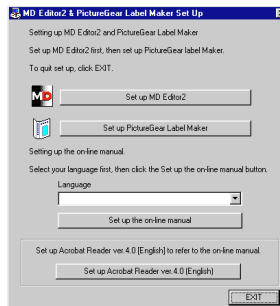 MD Editor2 & PictureGear Label Maker Set Up
Setting up MD Editor2 and PictureGear Label Maker
Set up MD Editor2 first, then set up PictureGear label Maker.
To quit set up, click EXIT.
MD
Set up MD Editor2
Set up PictureGear Label Maker
Setting up the on-line manual.
Select your language first, then click the Set up the on-line manual button.
Language
Set up the on-line manual
Set up Acrobat Reader ver.4.0 (English) to refer to the on-line manual.
Set up Acrobat Reader ver.4.0 (English)
EXIT